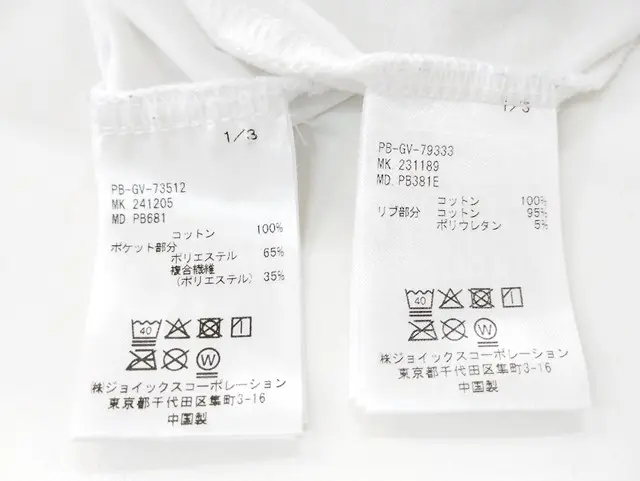 1/3
PB-GV-73512
MK 241205
MD.PB681
コットン 100%
ポケット部分
ポリエステル 65%
複合繊維
(ポリエステル) 35%
40
W
株ジョイックスコーポレーション
東京都千代田区隼町3-16
中国製
1/3
PB-GV-79333
MK.231189
MD.PB381E
コットン 100%
リブ部分 コットン 95%
ポリウレタン 5%
40
W
株ジョイックスコーポレーション
東京都千代田区隼町3-16
中国製